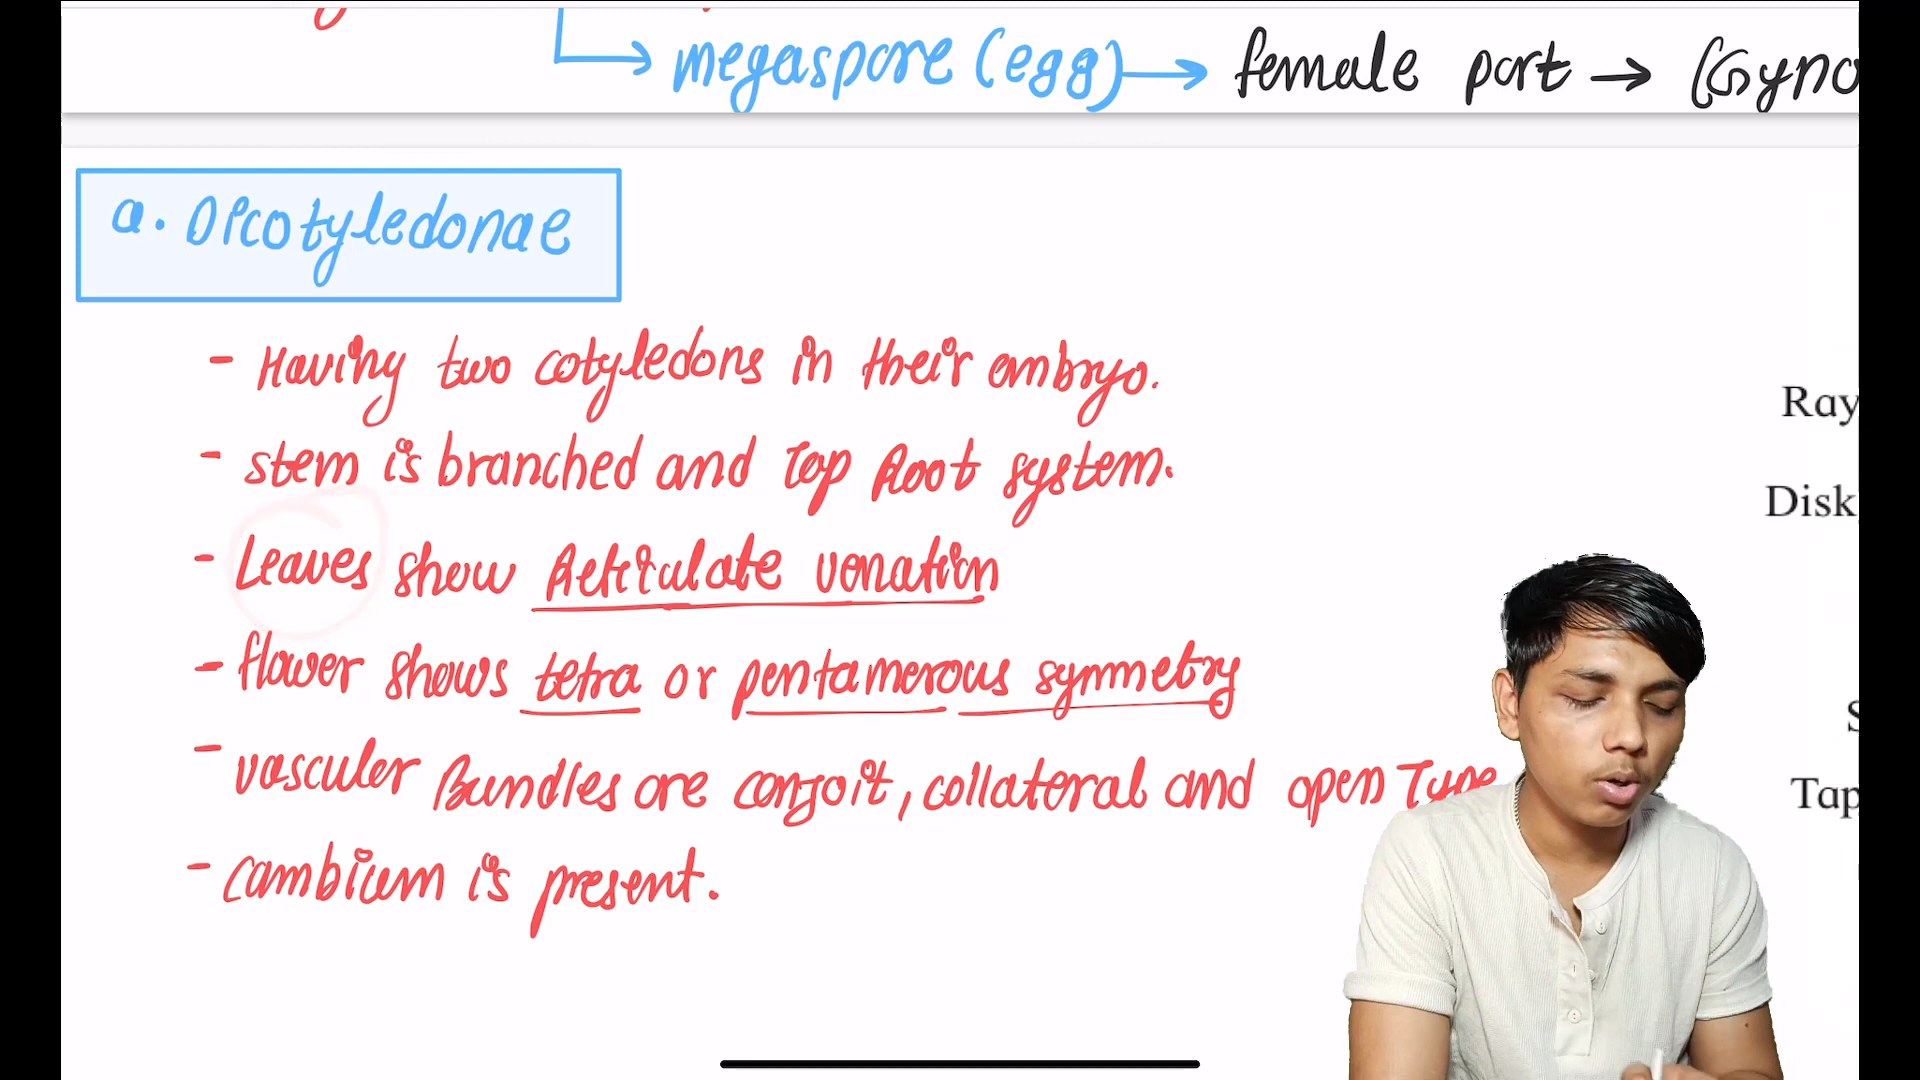 megaspore (egg) → female part → (Gyno
a. Dicotyledonae
- Having two cotyledons in their embryo.
Ray
- stem is branched and Tap Root system.
Disk
- Leaves show Reticulate venation
- flower shows tetra or pentamerous symmetry
S
- vasculer Bundles are conjoit, collateral and open Type
Tap
- cambium is present.